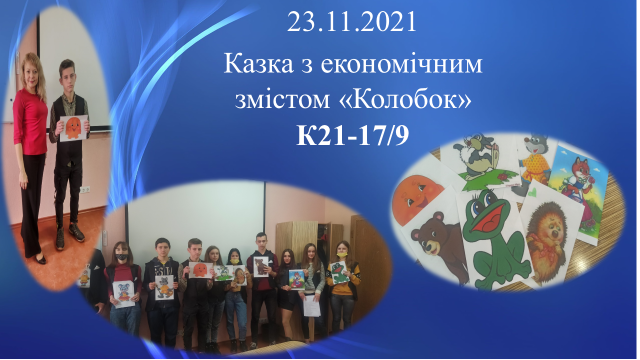 23.11.2021
Казка з економічним
змістом «Колобок»
К21-17/9